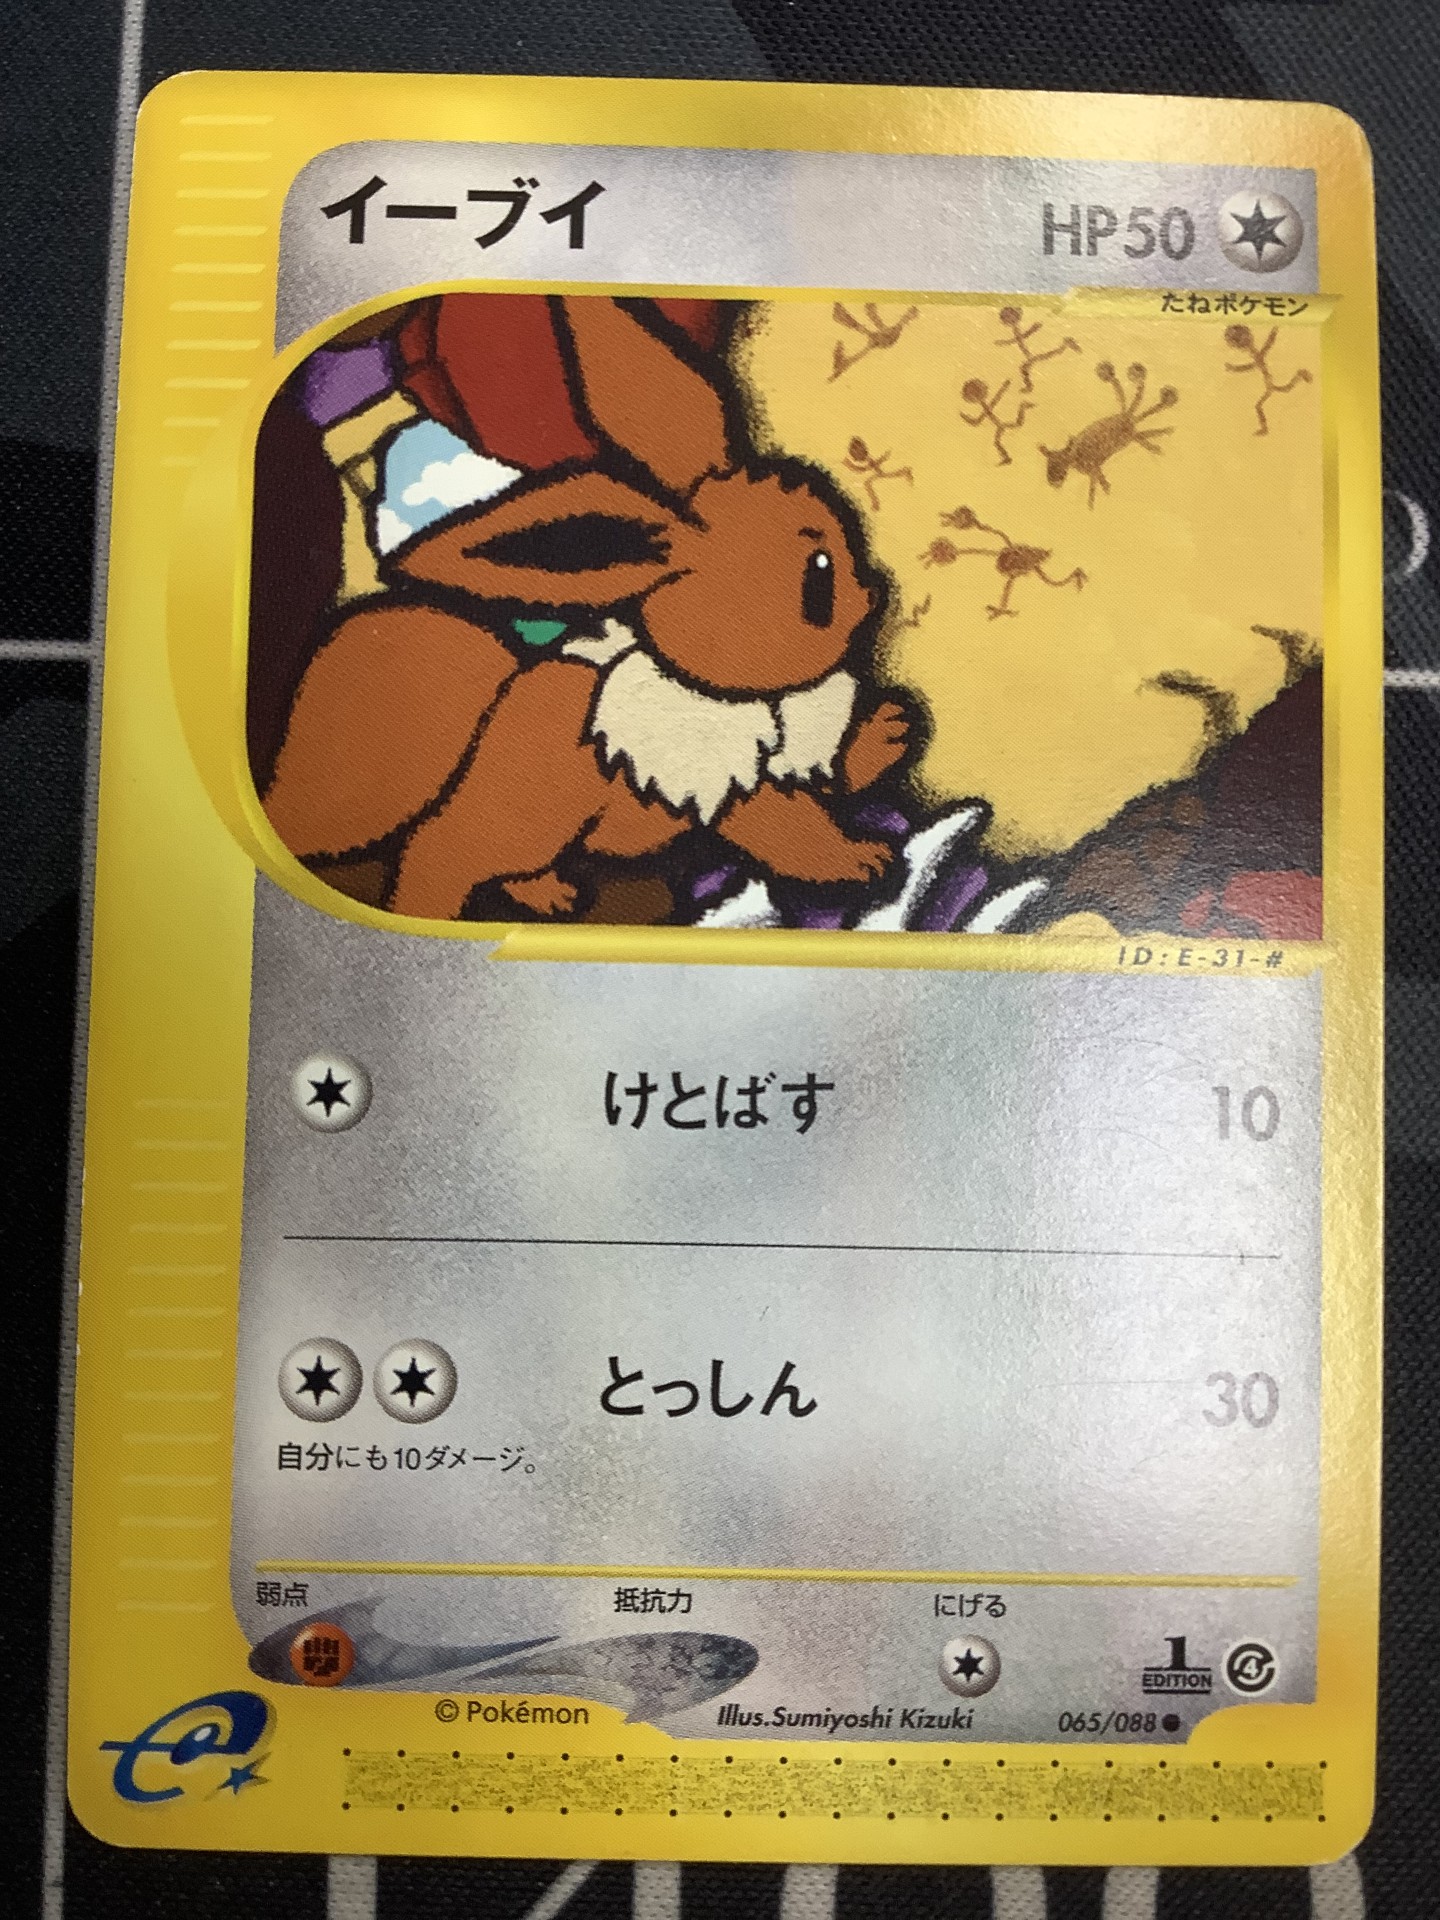 イーブイ
HP50
たねポケモン
ID:E-31-#
けとばす 10
とっしん 30
自分にも10ダメージ。
弱点 抵抗力 にげる
1 EDITION
© Pokémon Illus.Sumiyoshi Kizuki 065/088●